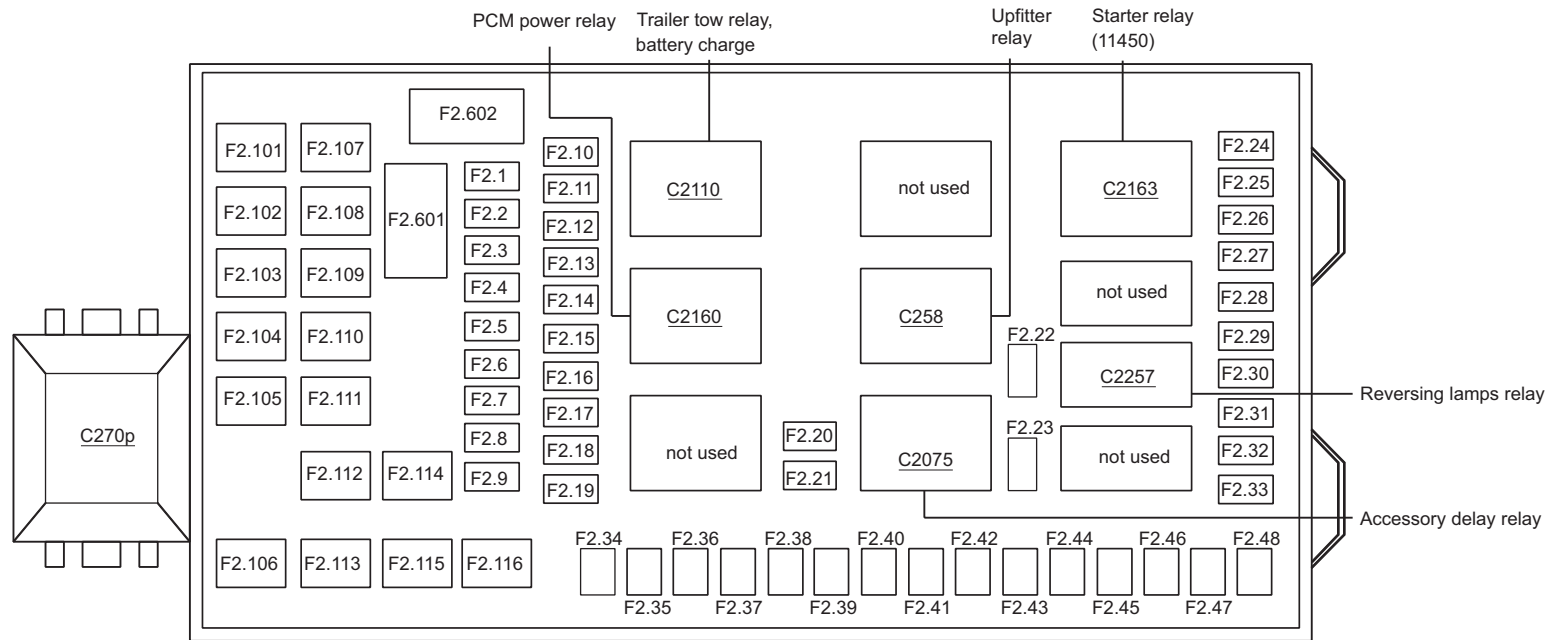 PCM power relay
Trailer tow relay,
battery charge
Upfitter
relay
Starter relay
(11450)
F2.602
F2.101
F2.107
F2.102
F2.108
F2.601
F2.103
F2.109
F2.104
F2.110
F2.105
F2.111
F2.112
F2.114
F2.106
F2.113
F2.115
F2.116
C270p
F2.1
F2.2
F2.3
F2.4
F2.5
F2.6
F2.7
F2.8
F2.9
F2.10
F2.11
F2.12
F2.13
F2.14
F2.15
F2.16
F2.17
F2.18
F2.19
C2110
C2160
not used
F2.20
F2.21
not used
C258
C2075
F2.22
F2.23
C2163
not used
C2257
not used
F2.24
F2.25
F2.26
F2.27
F2.28
F2.29
F2.30
F2.31
F2.32
F2.33
Reversing lamps relay
Accessory delay relay
F2.34
F2.36
F2.38
F2.40
F2.42
F2.44
F2.46
F2.48
F2.35
F2.37
F2.39
F2.41
F2.43
F2.45
F2.47